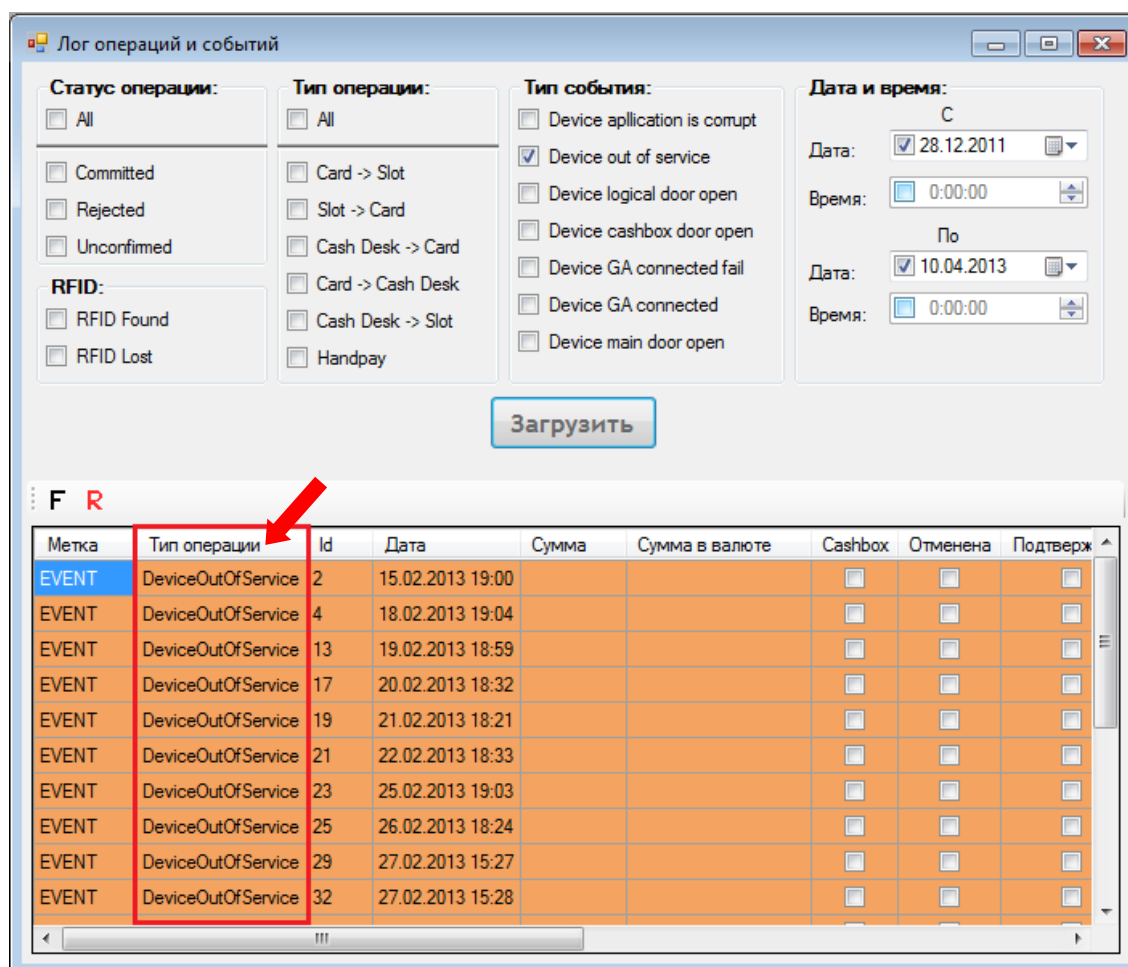 Лог операций и событий
Статус операции:
All
Committed
Rejected
Unconfirmed
RFID:
RFID Found
RFID Lost
Тип операции:
All
Card -> Slot
Slot -> Card
Cash Desk -> Card
Card -> Cash Desk
Cash Desk -> Slot
Handpay
Тип события:
Device apllication is corrupt
Device out of service
Device logical door open
Device cashbox door open
Device GA connected fail
Device GA connected
Device main door open
Дата и время:
С
Дата: 28.12.2011
Время: 0:00:00
По
Дата: 10.04.2013
Время: 0:00:00
Загрузить
F R
Метка Тип операции Id Дата Сумма Сумма в валюте Cashbox Отменена Подтверж
EVENT DeviceOutOfService 2 15.02.2013 19:00
EVENT DeviceOutOfService 4 18.02.2013 19:04
EVENT DeviceOutOfService 13 19.02.2013 18:59
EVENT DeviceOutOfService 17 20.02.2013 18:32
EVENT DeviceOutOfService 19 21.02.2013 18:21
EVENT DeviceOutOfService 21 22.02.2013 18:33
EVENT DeviceOutOfService 23 25.02.2013 19:03
EVENT DeviceOutOfService 25 26.02.2013 18:24
EVENT DeviceOutOfService 29 27.02.2013 15:27
EVENT DeviceOutOfService 32 27.02.2013 15:28